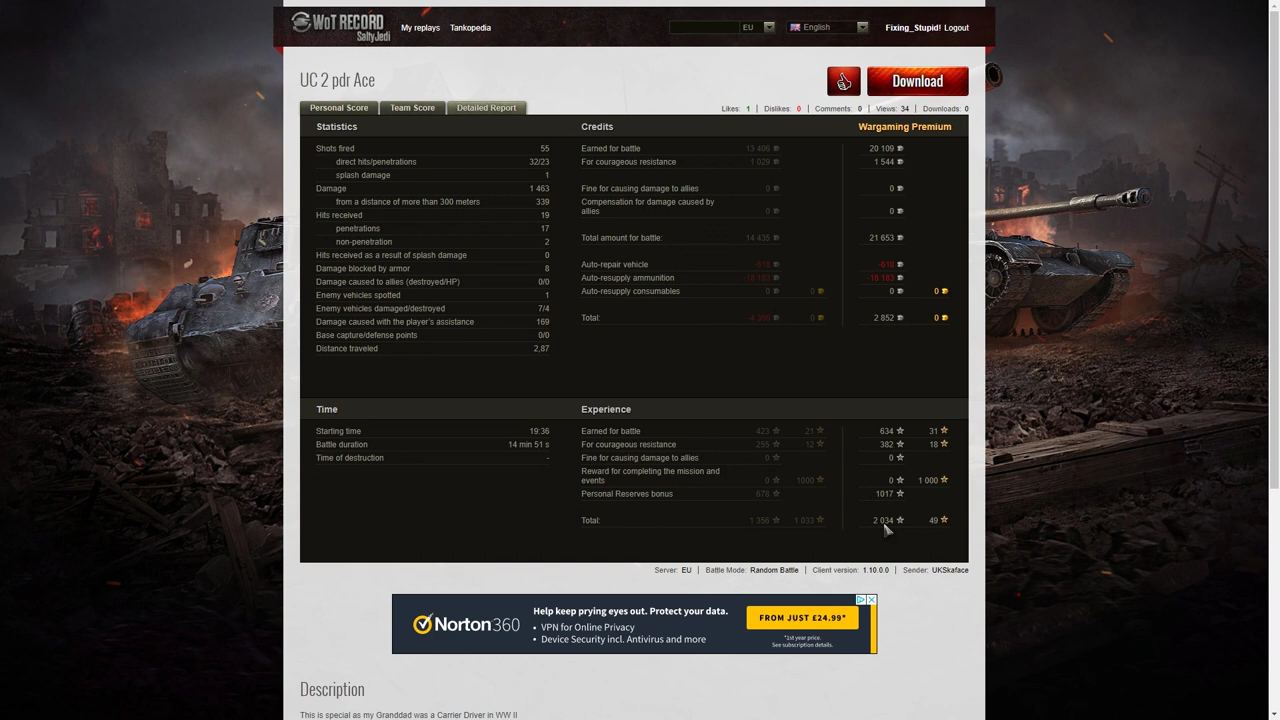 WoT RECORD
SaltyJedi
My replays Tankopedia
EU English Fixing_Stupid! Logout
UC 2 pdr Ace
Download
Personal Score Team Score Detailed Report
Likes: 1 | Dislikes: 0 | Comments: 0 | Views: 34 | Downloads: 0
Statistics Credits Wargaming Premium
Shots fired 55
direct hits/penetrations 32/23
splash damage 1
Damage 1 463
from a distance of more than 300 meters 339
Hits received 19
penetrations 17
non-penetration 2
Hits received as a result of splash damage 0
Damage blocked by armor 8
Damage caused to allies (destroyed/HP) 0/0
Enemy vehicles spotted 1
Enemy vehicles damaged/destroyed 7/4
Damage caused with the player's assistance 169
Base capture/defense points 0/0
Distance traveled 2,87
Earned for battle 13 406 20 109
For courageous resistance 1 029 1 544
Fine for causing damage to allies 0 0
Compensation for damage caused by
allies 0 0
Total amount for battle: 14 435 21 653
Auto-repair vehicle -618 -618
Auto-resupply ammunition -18 183 -18 183
Auto-resupply consumables 0 0 0 0
Total: 0 2 852 0
Time Experience
Starting time 19:36
Battle duration 14 min 51 s
Time of destruction -
Earned for battle 423 21 634 31
For courageous resistance 255 12 382 18
Fine for causing damage to allies 0 0
Reward for completing the mission and
events 0 1000 0 1 000
Personal Reserves bonus 678 1017
Total: 1 356 1 033 2 034 49
Server: EU | Battle Mode: Random Battle | Client version: 1.10.0.0 | Sender: UKSkaface
Norton360
Help keep prying eyes out. Protect your data.
• VPN for Online Privacy
• Device Security incl. Antivirus and more
FROM JUST £24.99*
*1st year price.
See subscription details.
Description
This is special as my Granddad was a Carrier Driver in WW II